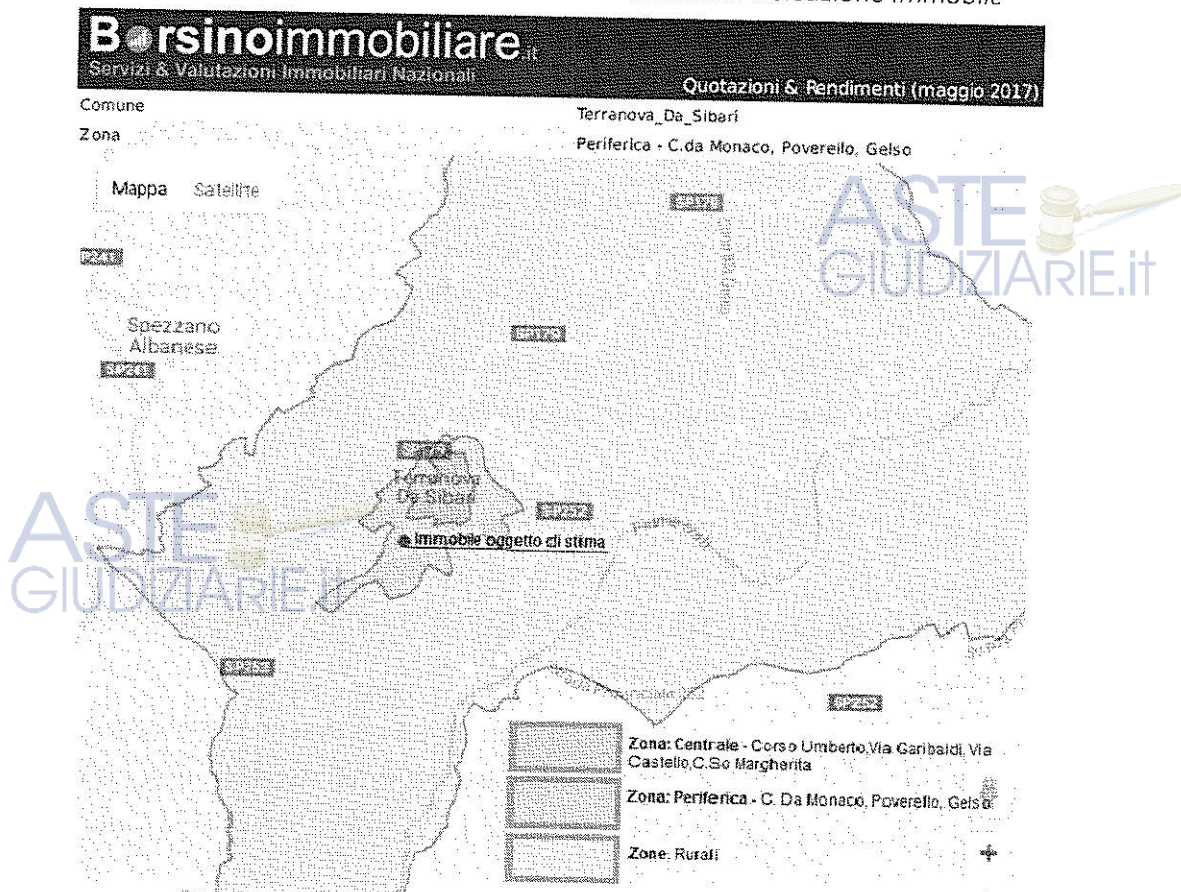 Borsinoimmobiliare.it
Servizi & Valutazioni Immobiliari Nazionali
Quotazioni & Rendimenti (maggio 2017)
Comune
Terranova_Da_Sibari
Zona
Periferica - C.da Monaco, Poverello, Gelso
Mappa Satellite
ASTE
GIUDIZIARIE.it
Spezzano
Albanese
SP241
SP179
Terranova
Da Sibari
Immobile oggetto di stima
ASTE
GIUDIZIARIE.it
SP252
Zona: Centrale - Corso Umberto,Via Garibaldi, Via
Castello,C.So Margherita
Zona: Periferica - C. Da Monaco, Poverello, Gelso
Zone: Rurali